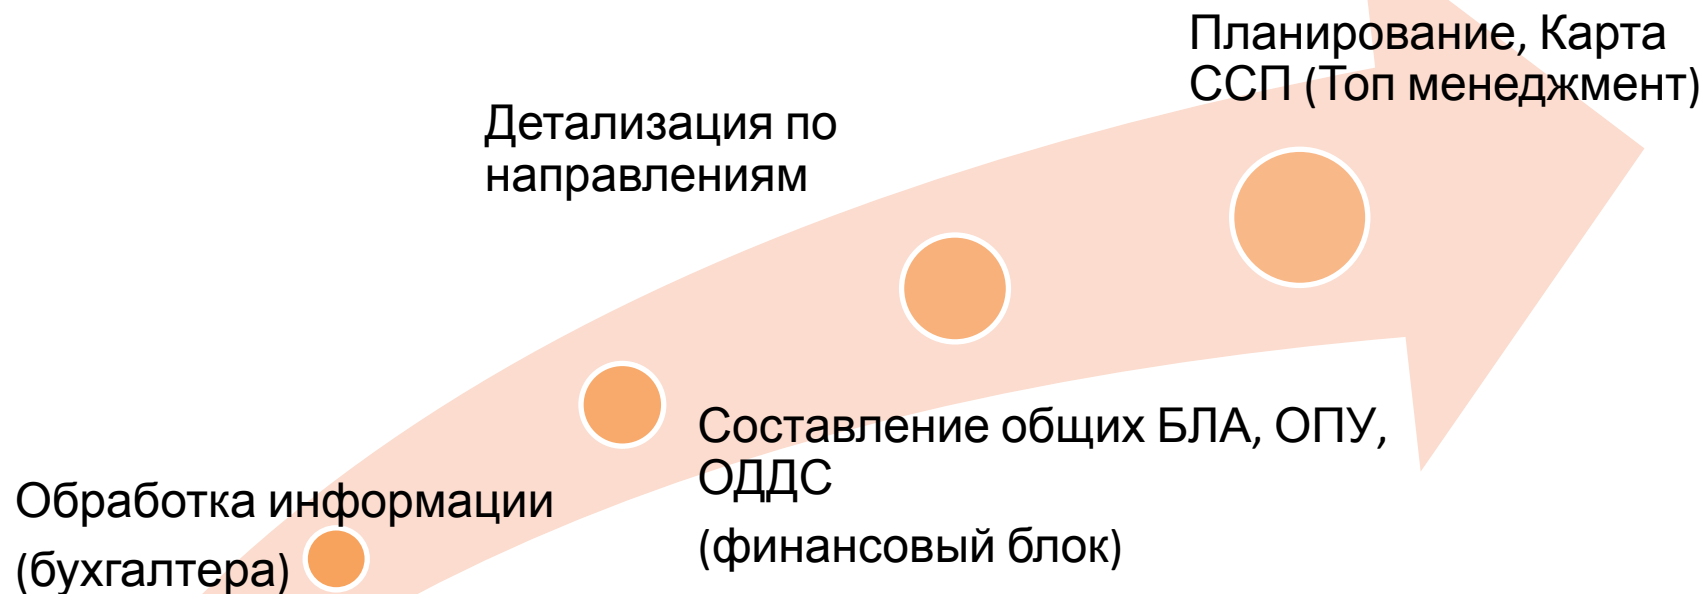 Планирование, Карта
ССП (Топ менеджмент)
Детализация по
направлениям
Составление общих БЛА, ОПУ,
ОДДС
(финансовый блок)
Обработка информации
(бухгалтера)